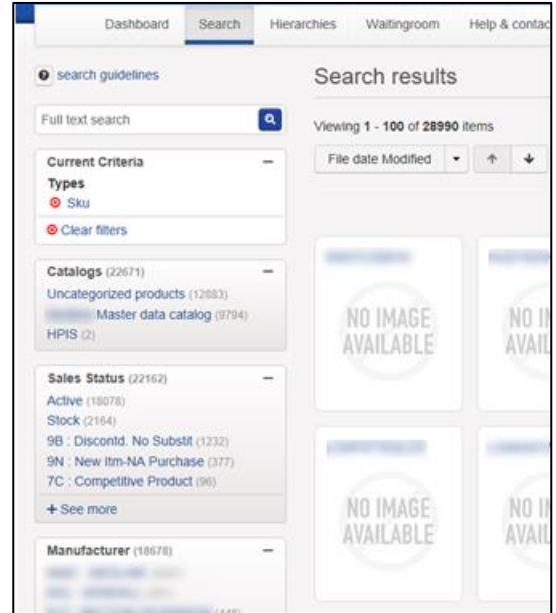 Dashboard Search Hierarchies Waitingroom Help & contac
search guidelines
Full text search
Current Criteria
Types
Sku
Clear filters
Catalogs (22671)
Uncategorized products (12883)
Master data catalog (9794)
HPIS (2)
Sales Status (22162)
Active (18078)
Stock (2164)
9B : Discontd. No Substit (1232)
9N : New Itm-NA Purchase (377)
7C : Competitive Product (96)
+ See more
Manufacturer (18678)
Search results
Viewing 1 - 100 of 28990 items
File date Modified
NO IMAGE
AVAILABLE
NO I
AVAIL
NO IMAGE
AVAILABLE
NO I
AVAIL